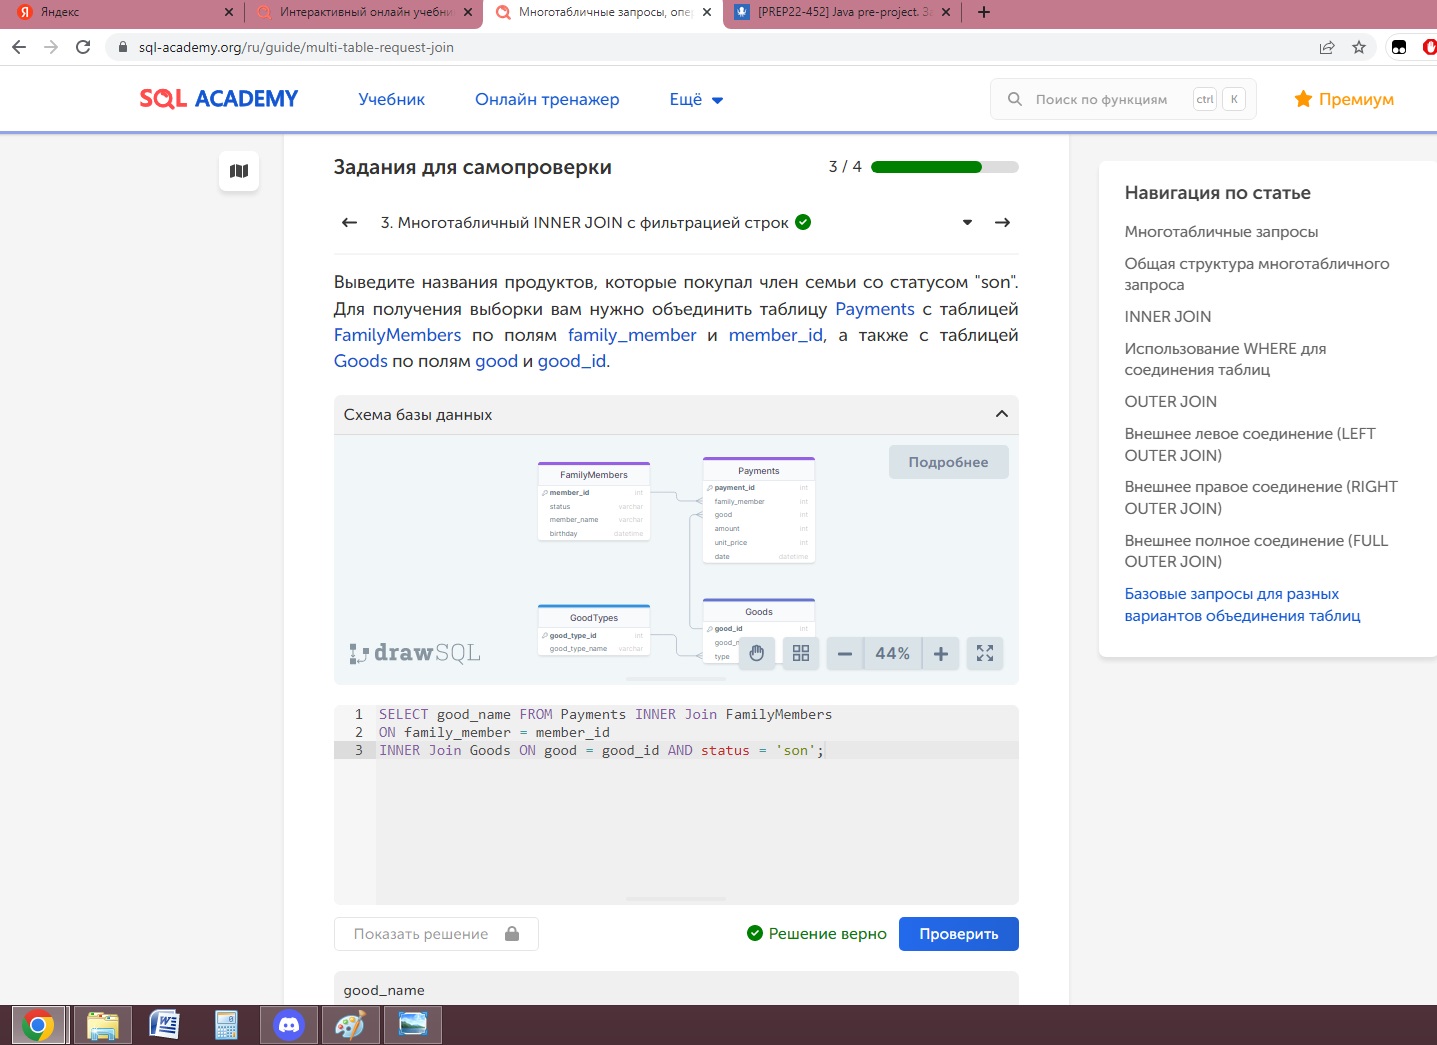 Яндекс
Интерактивный онлайн учебни
Многотабличные запросы, опе
[PREP22-452] Java pre-project. За
sql-academy.org/ru/guide/multi-table-request-join
SQL ACADEMY
Учебник
Онлайн тренажер
Ещё
Поиск по функциям
ctrl
K
Премиум
Задания для самопроверки
3 / 4
3. Многотабличный INNER JOIN с фильтрацией строк
Выведите названия продуктов, которые покупал член семьи со статусом "son".
Для получения выборки вам нужно объединить таблицу Payments с таблицей
FamilyMembers по полям family_member и member_id, а также с таблицей
Goods по полям good и good_id.
Схема базы данных
Подробнее
FamilyMembers
member_id int
status varchar
member_name varchar
birthday datetime
Payments
payment_id int
family_member int
good int
amount int
unit_price int
date datetime
GoodTypes
good_type_id int
good_type_name varchar
Goods
good_id int
good_n
type
drawSQL
44%
1 SELECT good_name FROM Payments INNER Join FamilyMembers
2 ON family_member = member_id
3 INNER Join Goods ON good = good_id AND status = 'son';
Показать решение
Решение верно
Проверить
good_name
Навигация по статье
Многотабличные запросы
Общая структура многотабличного
запроса
INNER JOIN
Использование WHERE для
соединения таблиц
OUTER JOIN
Внешнее левое соединение (LEFT
OUTER JOIN)
Внешнее правое соединение (RIGHT
OUTER JOIN)
Внешнее полное соединение (FULL
OUTER JOIN)
Базовые запросы для разных
вариантов объединения таблиц